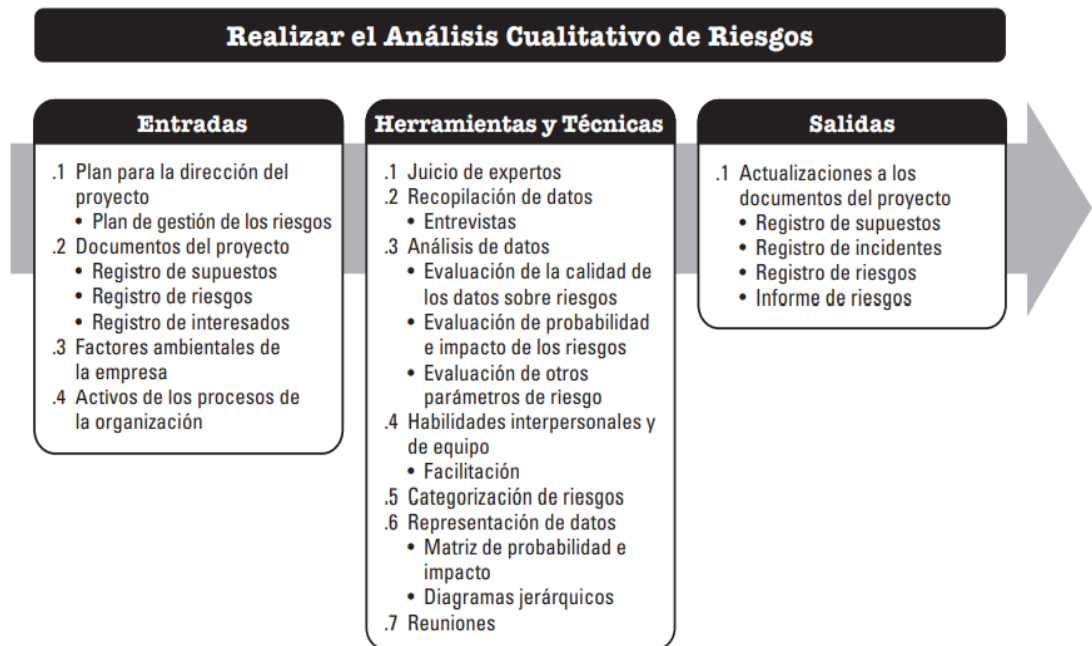 Realizar el Análisis Cualitativo de Riesgos
Entradas
.1 Plan para la dirección del
proyecto
• Plan de gestión de los riesgos
.2 Documentos del proyecto
• Registro de supuestos
• Registro de riesgos
• Registro de interesados
.3 Factores ambientales de
la empresa
.4 Activos de los procesos de
la organización
Herramientas y Técnicas
.1 Juicio de expertos
.2 Recopilación de datos
• Entrevistas
.3 Análisis de datos
• Evaluación de la calidad de
los datos sobre riesgos
• Evaluación de probabilidad
e impacto de los riesgos
• Evaluación de otros
parámetros de riesgo
.4 Habilidades interpersonales y
de equipo
• Facilitación
.5 Categorización de riesgos
.6 Representación de datos
• Matriz de probabilidad e
impacto
• Diagramas jerárquicos
.7 Reuniones
Salidas
.1 Actualizaciones a los
documentos del proyecto
• Registro de supuestos
• Registro de incidentes
• Registro de riesgos
• Informe de riesgos